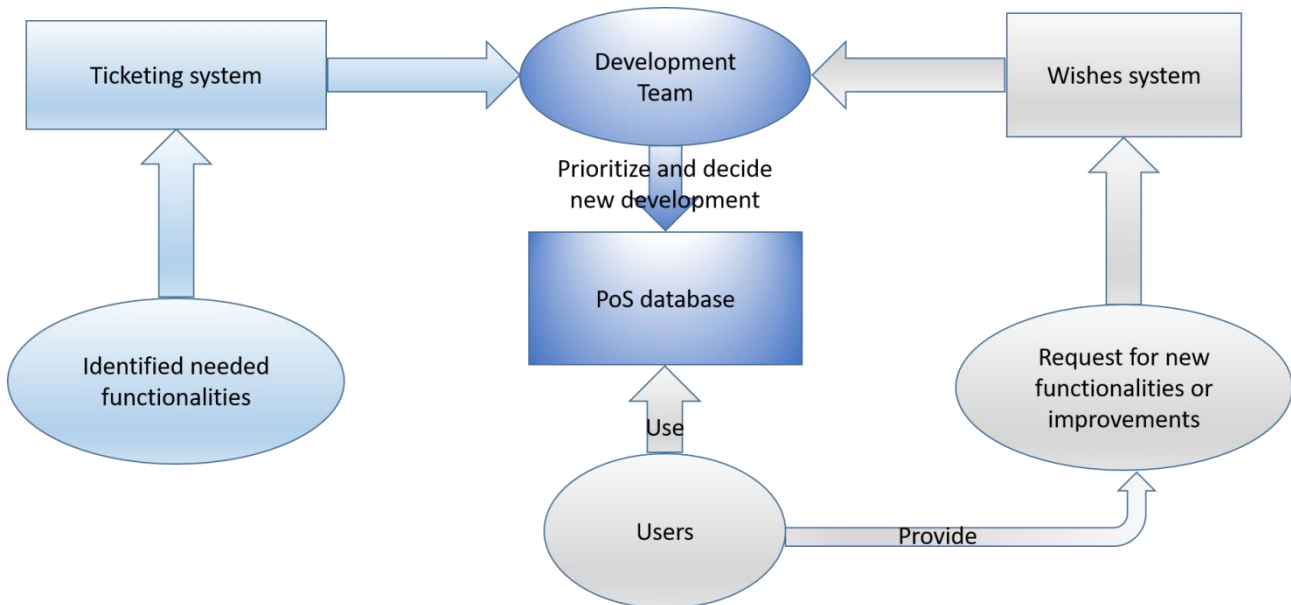 Ticketing system
Development
Team
Wishes system
Prioritize and decide
new development
PoS database
Identified needed
functionalities
Request for new
functionalities or
improvements
Use
Users
Provide